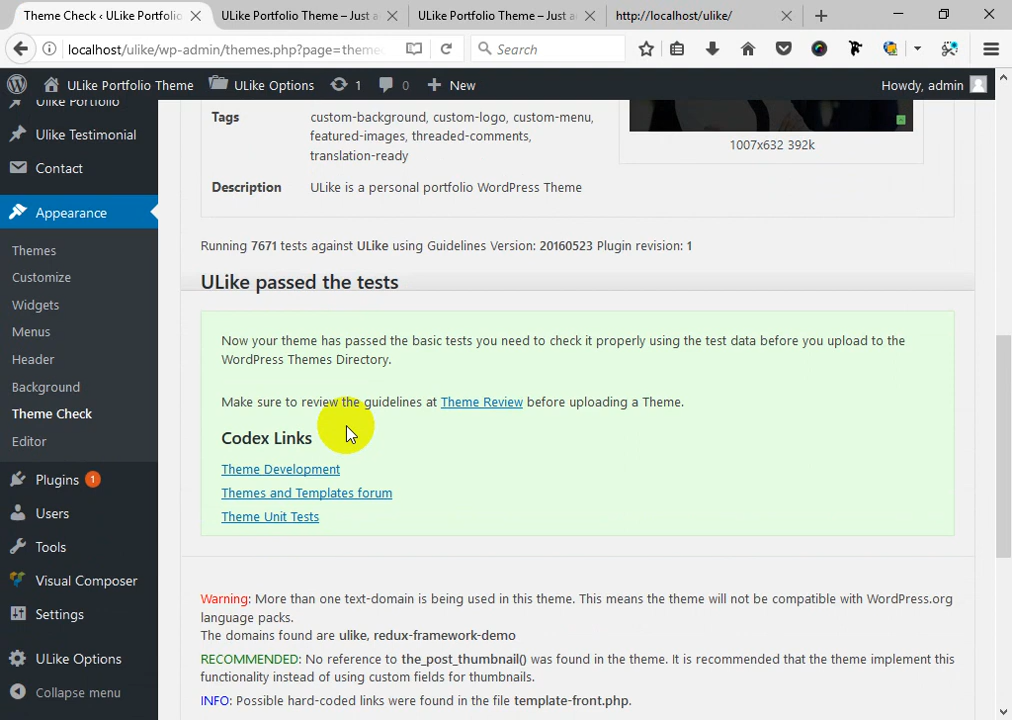 Theme Check ‹ ULike Portfolio
ULike Portfolio Theme – Just a
ULike Portfolio Theme – Just a
http://localhost/ulike/
localhost/ulike/wp-admin/themes.php?page=theme
Search
ULike Portfolio Theme
ULike Options
1
0
New
Howdy, admin
Ulike Portfolio
Ulike Testimonial
Contact
Appearance
Themes
Customize
Widgets
Menus
Header
Background
Theme Check
Editor
Plugins 1
Users
Tools
Visual Composer
Settings
ULike Options
Collapse menu
Tags
custom-background, custom-logo, custom-menu,
featured-images, threaded-comments,
translation-ready
1007x632 392k
Description
ULike is a personal portfolio WordPress Theme
Running 7671 tests against ULike using Guidelines Version: 20160523 Plugin revision: 1
ULike passed the tests
Now your theme has passed the basic tests you need to check it properly using the test data before you upload to the
WordPress Themes Directory.
Make sure to review the guidelines at Theme Review before uploading a Theme.
Codex Links
Theme Development
Themes and Templates forum
Theme Unit Tests
Warning: More than one text-domain is being used in this theme. This means the theme will not be compatible with WordPress.org
language packs.
The domains found are ulike, redux-framework-demo
RECOMMENDED: No reference to the_post_thumbnail() was found in the theme. It is recommended that the theme implement this
functionality instead of using custom fields for thumbnails.
INFO: Possible hard-coded links were found in the file template-front.php.